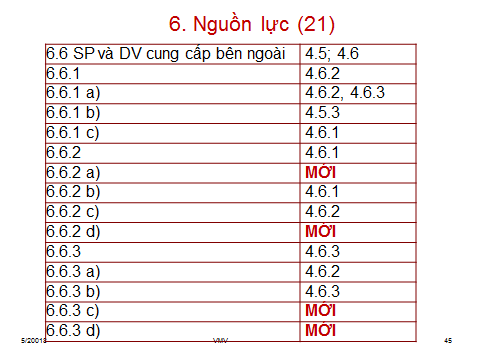 6. Nguồn lực (21)
6.6 SP và DV cung cấp bên ngoài 4.5; 4.6
6.6.1 4.6.2
6.6.1 a) 4.6.2, 4.6.3
6.6.1 b) 4.5.3
6.6.1 c) 4.6.1
6.6.2 4.6.1
6.6.2 a) MỚI
6.6.2 b) 4.6.1
6.6.2 c) 4.6.2
6.6.2 d) MỚI
6.6.3 4.6.3
6.6.3 a) 4.6.2
6.6.3 b) 4.6.3
6.6.3 c) MỚI
6.6.3 d) MỚI
5/20018 VMV 45